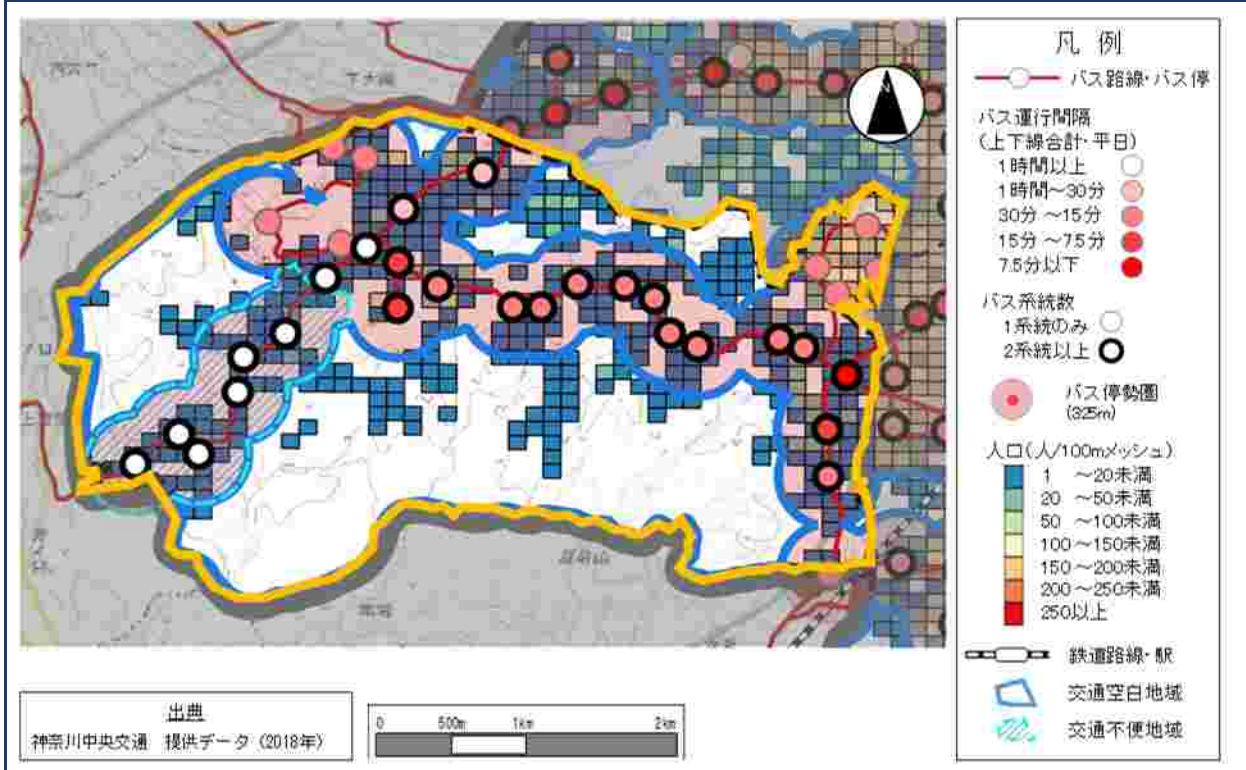 凡 例
バス路線・バス停
バス運行間隔
(上下線合計・平日)
1時間以上
1時間～30分
30分～15分
15分～7.5分
7.5分以下
バス系統数
1系統のみ
2系統以上
バス停勢圏
(325m)
人口(人/100mメッシュ)
1 ～20未満
20 ～50未満
50 ～100未満
100～150未満
150～200未満
200～250未満
250以上
鉄道路線・駅
交通空白地域
交通不便地域
N
出典
神奈川中央交通 提供データ (2018年)
0 500m 1km 2km